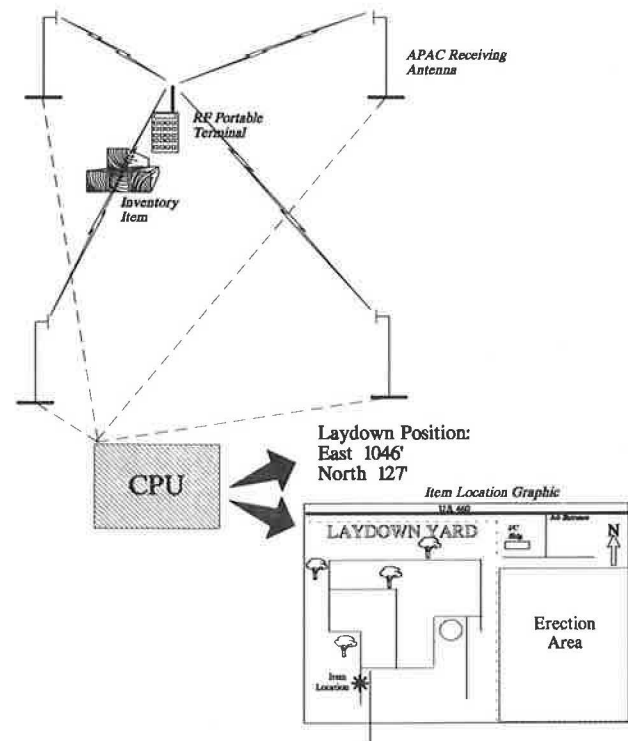 APAC Receiving
Antenna
RF Portable
Terminal
Inventory
Item
CPU
Laydown Position:
East 1046'
North 127'
Item Location Graphic
LAYDOWN YARD
N
Erection
Area
Item
Location